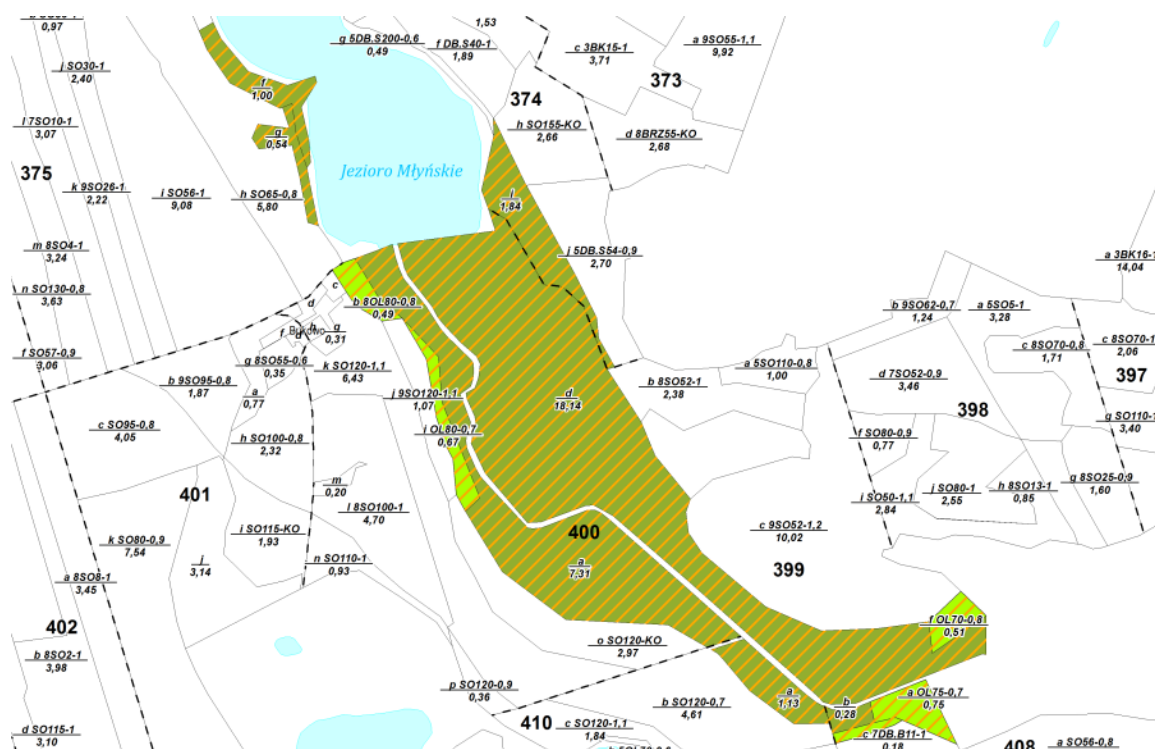 0,97
1,53
g 5DB.S200-0,6
0,49
f DB.S40-1
1,89
c 3BK15-1
3,71
a 9SO55-1,1
9,92
j SO30-1
2,40
f
1,00
374
373
l 7SO10-1
3,07
g
0,54
h SO155-KO
2,66
d 8BRZ55-KO
2,68
375
Jezioro Młyńskie
k 9SO26-1
2,22
i SO56-1
9,08
h SO65-0,8
5,80
i
1,84
m 8SO4-1
3,24
j 5DB.S54-0,9
2,70
a 3BK16-1
14,04
n SO130-0,8
3,63
c
d
b 8OL80-0,8
0,49
b 9SO62-0,7
1,24
a 5SO5-1
3,28
f
d
h
g
0,31
f SO57-0,9
3,06
g 8SO55-0,6
0,35
k SO120-1,1
6,43
c 8SO70-0,8
1,71
c 8SO70-1
2,06
b 9SO95-0,8
1,87
a
0,77
j 9SO120-1,1
1,07
d
18,14
b 8SO52-1
2,38
a 5SO110-0,8
1,00
d 7SO52-0,9
3,46
397
398
c SO95-0,8
4,05
h SO100-0,8
2,32
i OL80-0,7
0,67
f SO80-0,9
0,77
g SO110-1
3,40
m
0,20
401
l 8SO100-1
4,70
i SO50-1,1
2,84
j SO80-1
2,55
h 8SO13-1
0,85
g 8SO25-0,9
1,60
i SO115-KO
1,93
400
c 9SO52-1,2
10,02
k SO80-0,9
7,54
j
3,14
n SO110-1
0,93
a
7,31
399
a 8SO8-1
3,45
402
f OL70-0,8
0,51
o SO120-KO
2,97
b 8SO2-1
3,98
p SO120-0,9
0,36
b SO120-0,7
4,61
a
1,13
b
0,28
a OL75-0,7
0,75
410
c SO120-1,1
1,84
d SO115-1
3,10
c 7DB.B11-1
0,18
408
a SO56-0,8